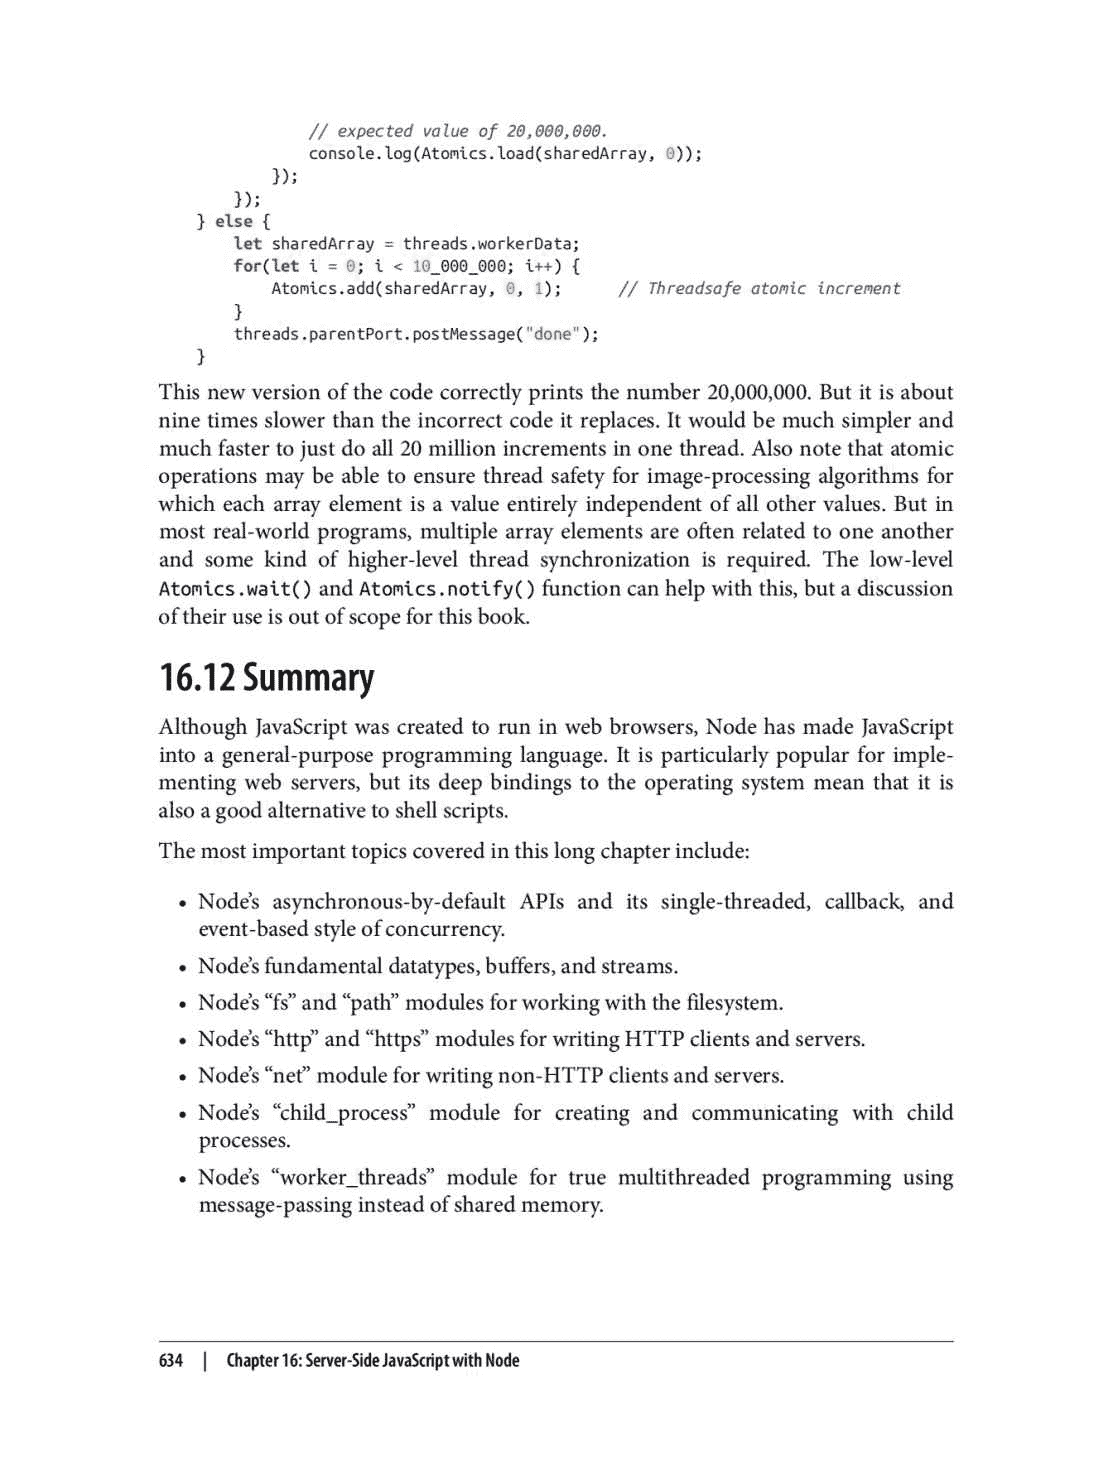 // expected value of 20,000,000.
console.log(Atomics.load(sharedArray, 0));
});
});
} else {
let sharedArray = threads.workerData;
for(let i = 0; i < 10_000_000; i++) {
Atomics.add(sharedArray, 0, 1);      // Threadsafe atomic increment
}
threads.parentPort.postMessage("done");
}
This new version of the code correctly prints the number 20,000,000. But it is about
nine times slower than the incorrect code it replaces. It would be much simpler and
much faster to just do all 20 million increments in one thread. Also note that atomic
operations may be able to ensure thread safety for image-processing algorithms for
which each array element is a value entirely independent of all other values. But in
most real-world programs, multiple array elements are often related to one another
and some kind of higher-level thread synchronization is required. The low-level
Atomics.wait() and Atomics.notify() function can help with this, but a discussion
of their use is out of scope for this book.
16.12 Summary
Although JavaScript was created to run in web browsers, Node has made JavaScript
into a general-purpose programming language. It is particularly popular for imple-
menting web servers, but its deep bindings to the operating system mean that it is
also a good alternative to shell scripts.
The most important topics covered in this long chapter include:
• Node’s asynchronous-by-default APIs and its single-threaded, callback, and
event-based style of concurrency.
• Node’s fundamental datatypes, buffers, and streams.
• Node’s “fs” and “path” modules for working with the filesystem.
• Node’s “http” and “https” modules for writing HTTP clients and servers.
• Node’s “net” module for writing non-HTTP clients and servers.
• Node’s “child_process” module for creating and communicating with child
processes.
• Node’s “worker_threads” module for true multithreaded programming using
message-passing instead of shared memory.
634 | Chapter 16: Server-Side JavaScript with Node